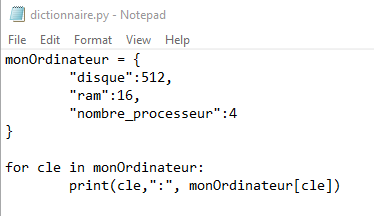 dictionnaire.py - Notepad
File Edit Format View Help
monOrdinateur = {
        "disque":512,
        "ram":16,
        "nombre_processeur":4
}

for cle in monOrdinateur:
        print(cle,":", monOrdinateur[cle])